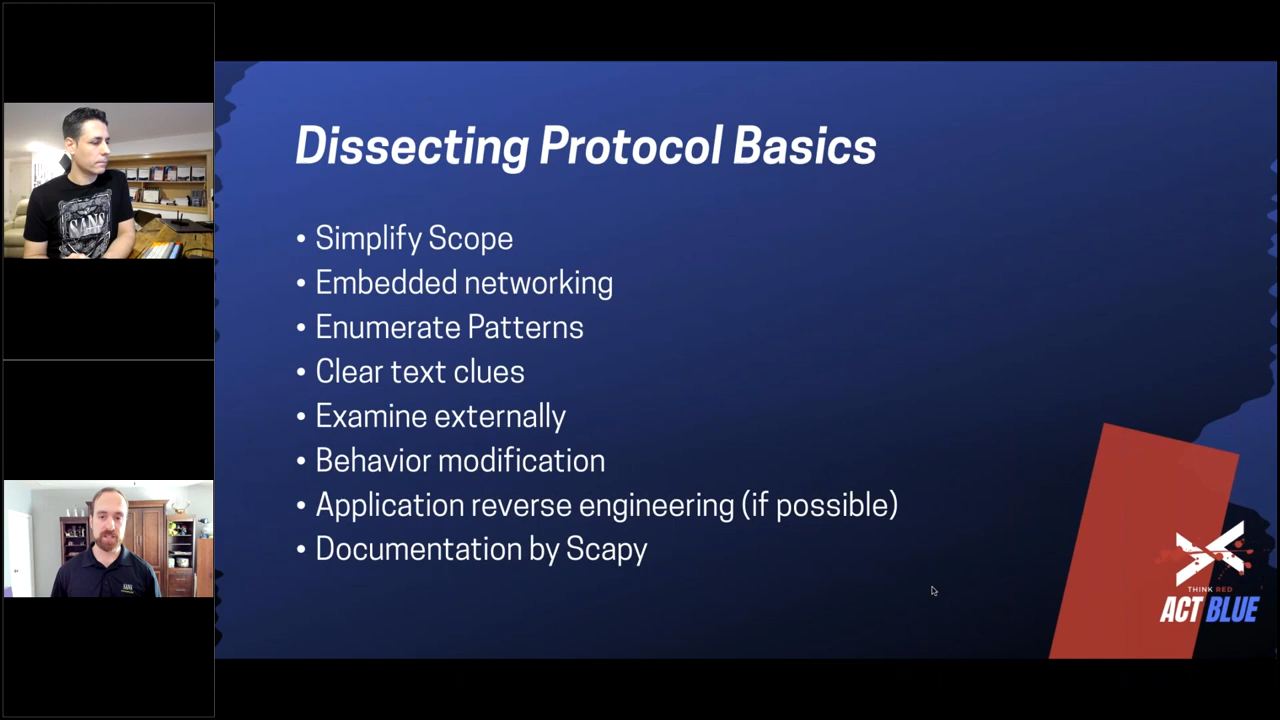 SANS
Dissecting Protocol Basics
• Simplify Scope
• Embedded networking
• Enumerate Patterns
• Clear text clues
• Examine externally
• Behavior modification
• Application reverse engineering (if possible)
• Documentation by Scapy
THINK RED
ACT BLUE